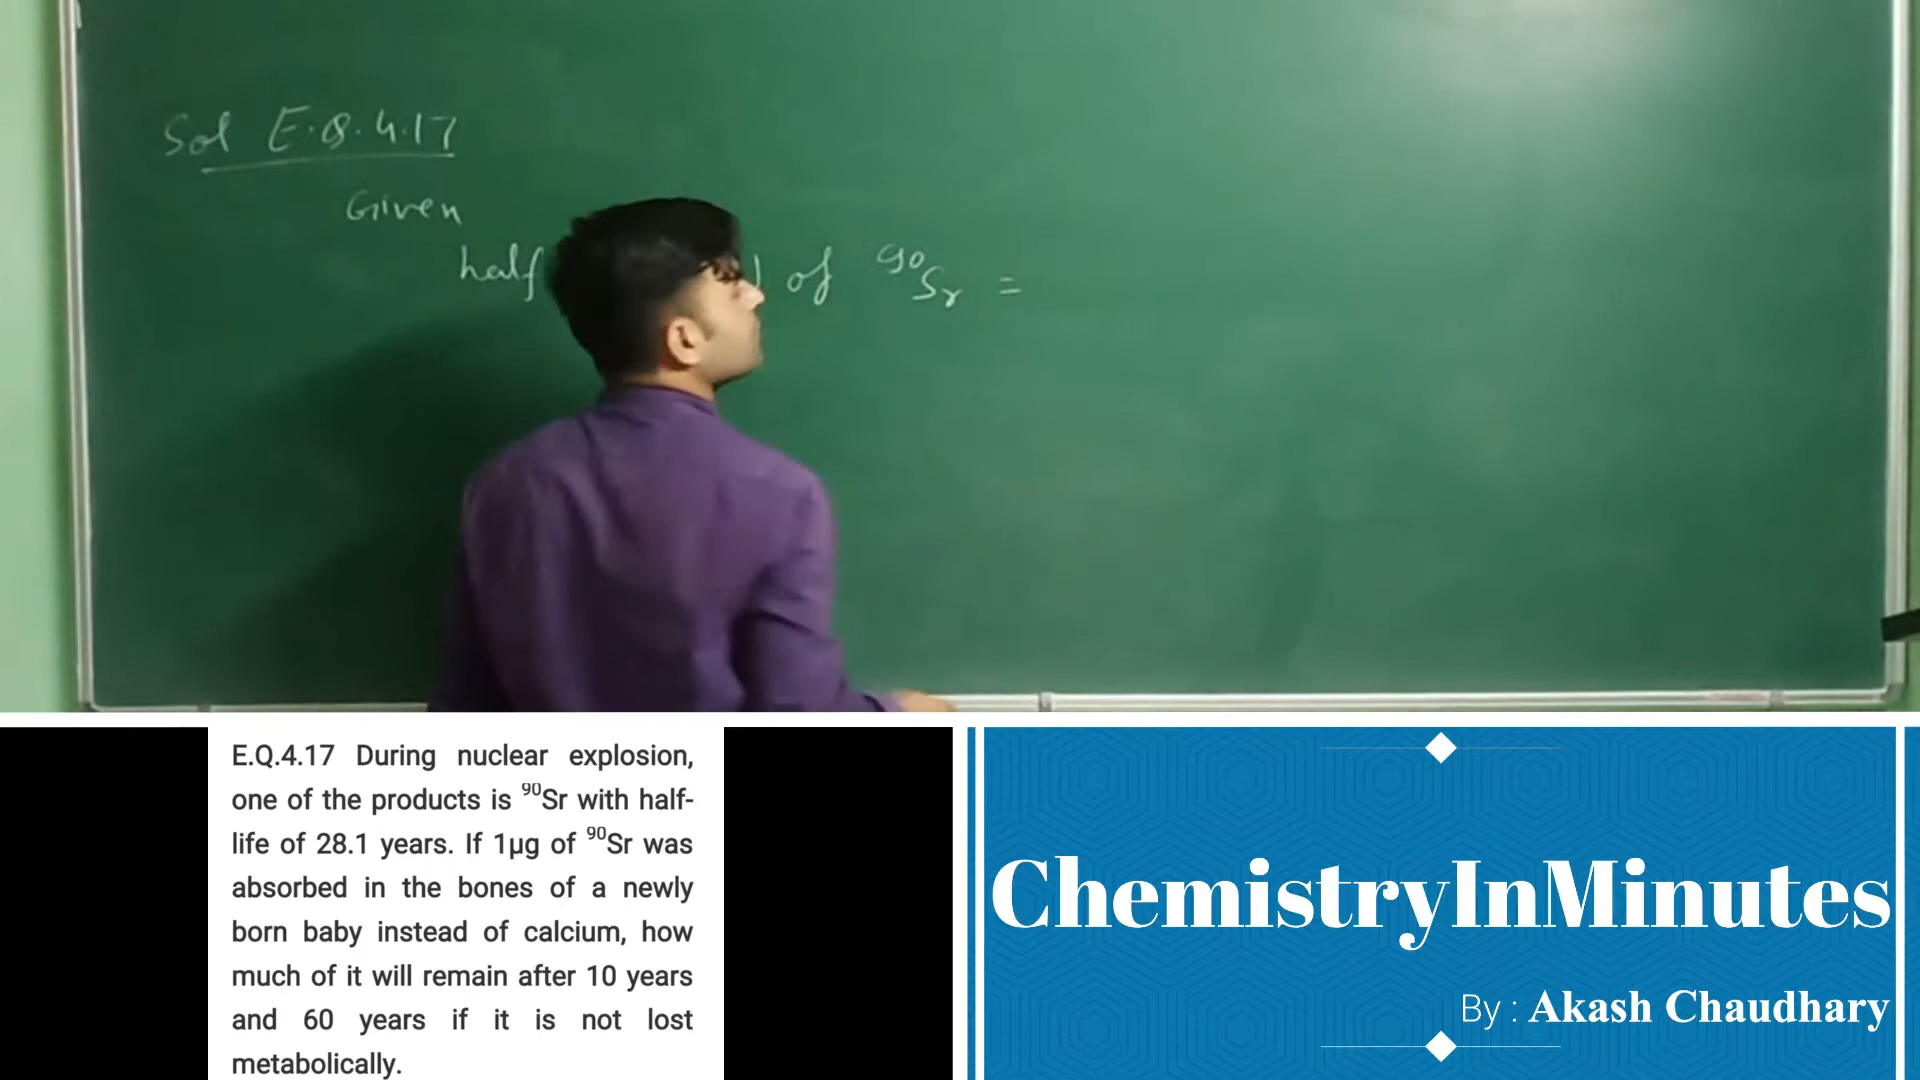 Sol E.Q.4.17
Given
half of ⁹⁰Sr =
E.Q.4.17 During nuclear explosion,
one of the products is ⁹⁰Sr with half-
life of 28.1 years. If 1µg of ⁹⁰Sr was
absorbed in the bones of a newly
born baby instead of calcium, how
much of it will remain after 10 years
and 60 years if it is not lost
metabolically.
ChemistryInMinutes
By : Akash Chaudhary